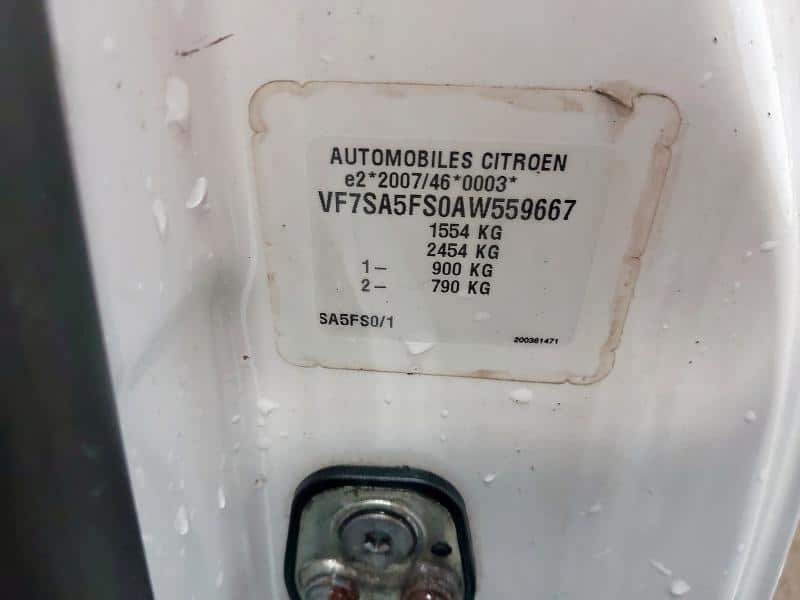 AUTOMOBILES CITROEN
e2*2007/46*0003*
VF7SA5FS0AW559667
1554 KG
2454 KG
1– 900 KG
2– 790 KG
SA5FS0/1
200361471